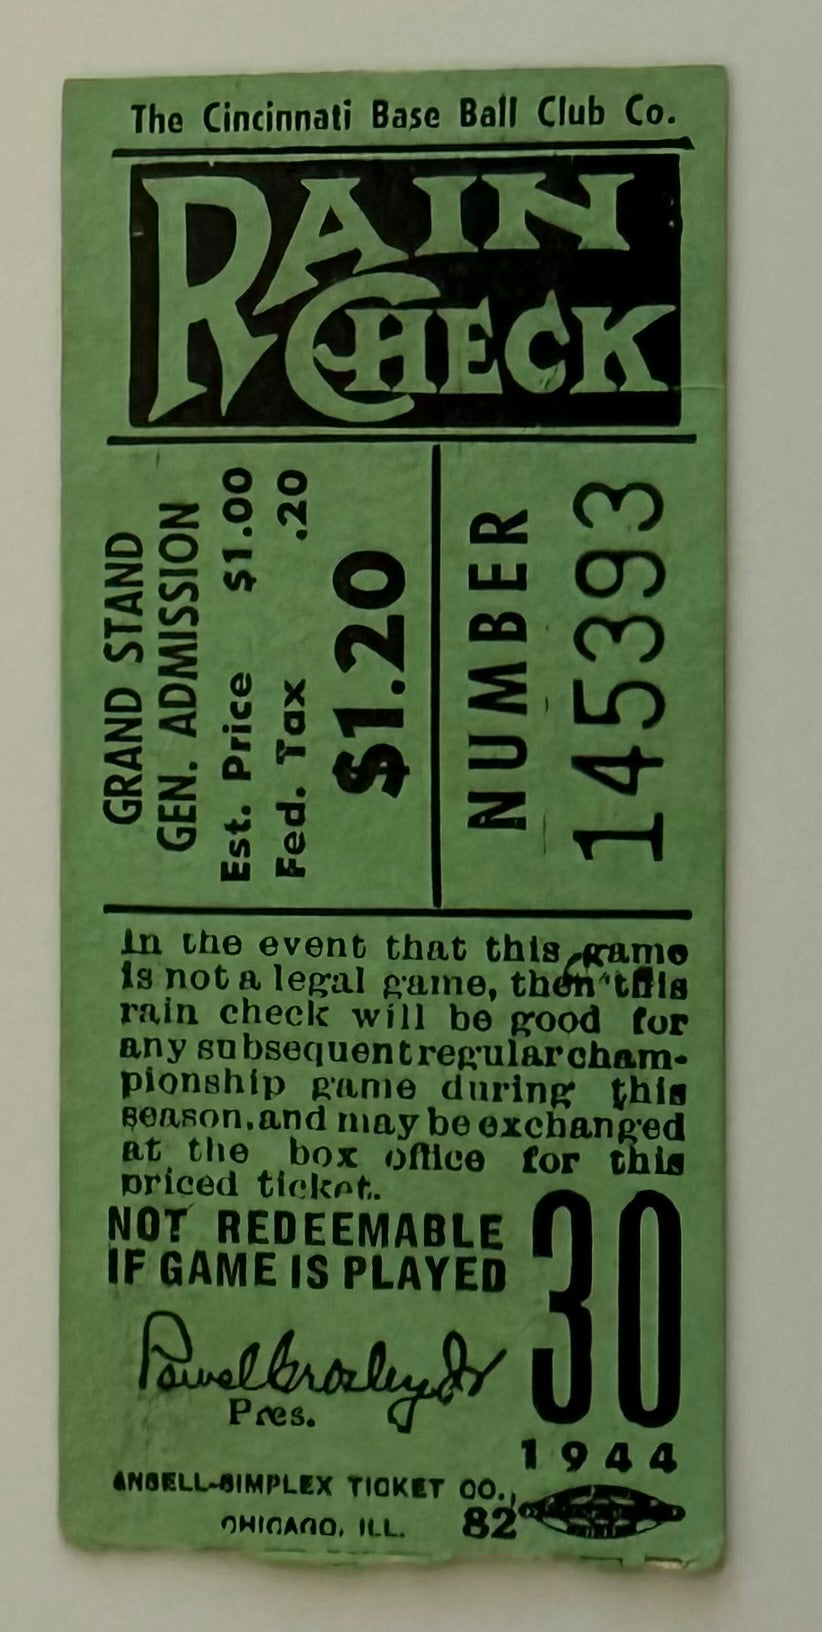 The Cincinnati Base Ball Club Co.
RAIN
CHECK
GRAND STAND
GEN. ADMISSION
Est. Price $1.00
Fed. Tax .20
$1.20
NUMBER
145393
In the event that this game
is not a legal game, then this
rain check will be good for
any subsequent regular cham-
pionship game during this
season, and may be exchanged
at the box office for this
priced ticket.
NOT REDEEMABLE
IF GAME IS PLAYED
30
Powel Crosley Jr
Pres.
1944
ANSELL-SIMPLEX TICKET CO.,
CHICAGO, ILL. 82